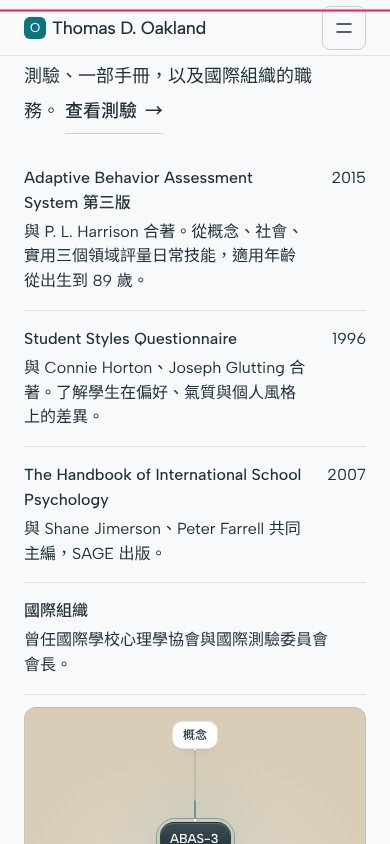 O Thomas D. Oakland
測驗、一部手冊，以及國際組織的職
務。 查看測驗 →
Adaptive Behavior Assessment 2015
System 第三版
與 P. L. Harrison 合著。從概念、社會、
實用三個領域評量日常技能，適用年齡
從出生到 89 歲。
Student Styles Questionnaire 1996
與 Connie Horton、Joseph Glutting 合
著。了解學生在偏好、氣質與個人風格
上的差異。
The Handbook of International School 2007
Psychology
與 Shane Jimerson、Peter Farrell 共同
主編，SAGE 出版。
國際組織
曾任國際學校心理學協會與國際測驗委員會
會長。
概念
ABAS-3